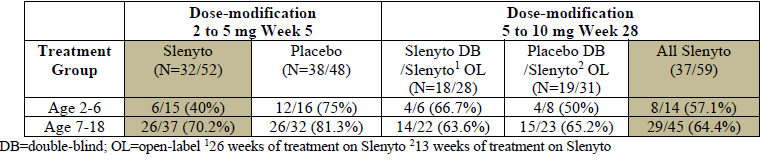 Dose-modification
2 to 5 mg Week 5
Dose-modification
5 to 10 mg Week 28
Treatment Group
Slenyto (N=32/52)
Placebo (N=38/48)
Slenyto DB /Slenyto¹ OL (N=18/28)
Placebo DB /Slenyto² OL (N=19/31)
All Slenyto (37/59)
Age 2-6 6/15 (40%) 12/16 (75%) 4/6 (66.7%) 4/8 (50%) 8/14 (57.1%)
Age 7-18 26/37 (70.2%) 26/32 (81.3%) 14/22 (63.6%) 15/23 (65.2%) 29/45 (64.4%)
DB=double-blind; OL=open-label ¹26 weeks of treatment on Slenyto ²13 weeks of treatment on Slenyto